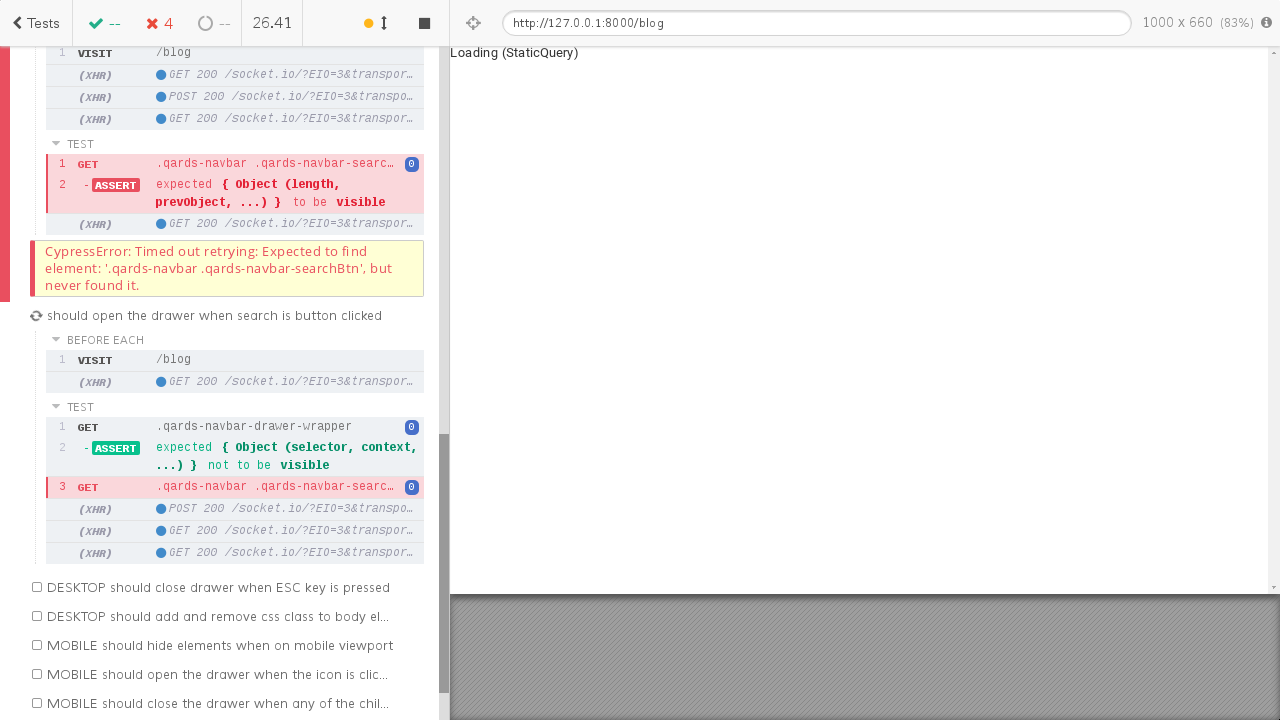 Tests
--
4
--
26.41
http://127.0.0.1:8000/blog
1000 x 660 (83%)
1 VISIT /blog
(XHR) GET 200 /socket.io/?EIO=3&transpor…
(XHR) POST 200 /socket.io/?EIO=3&transpo…
(XHR) GET 200 /socket.io/?EIO=3&transpor…
TEST
1 GET .qards-navbar .qards-navbar-searc… 0
2 - ASSERT expected { Object (length,
prevObject, ...) } to be visible
(XHR) GET 200 /socket.io/?EIO=3&transpor…
CypressError: Timed out retrying: Expected to find
element: '.qards-navbar .qards-navbar-searchBtn', but
never found it.
should open the drawer when search is button clicked
BEFORE EACH
1 VISIT /blog
(XHR) GET 200 /socket.io/?EIO=3&transpor…
TEST
1 GET .qards-navbar-drawer-wrapper 0
2 - ASSERT expected { Object (selector, context,
...) } not to be visible
3 GET .qards-navbar .qards-navbar-searc… 0
(XHR) POST 200 /socket.io/?EIO=3&transpo…
(XHR) GET 200 /socket.io/?EIO=3&transpor…
(XHR) GET 200 /socket.io/?EIO=3&transpor…
DESKTOP should close drawer when ESC key is pressed
DESKTOP should add and remove css class to body el...
MOBILE should hide elements when on mobile viewport
MOBILE should open the drawer when the icon is clic...
MOBILE should close the drawer when any of the chil...
Loading (StaticQuery)